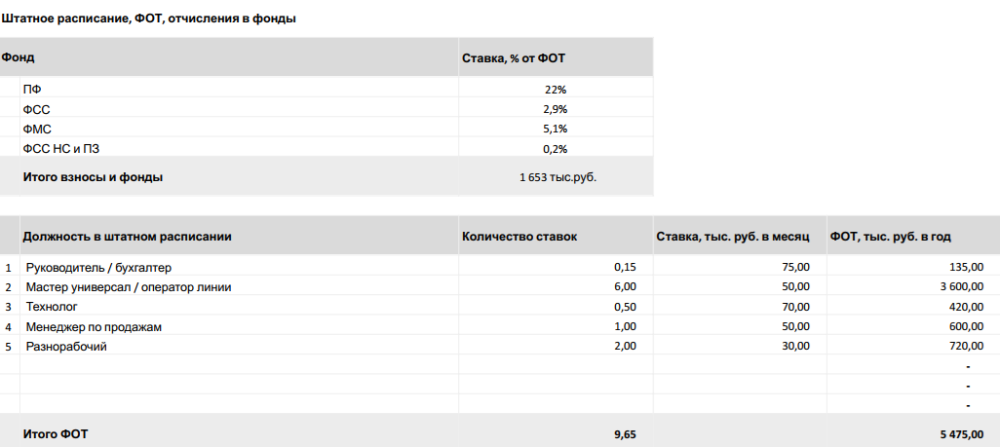 Штатное расписание, ФОТ, отчисления в фонды
Фонд Ставка, % от ФОТ
ПФ 22%
ФСС 2,9%
ФМС 5,1%
ФСС НС и ПЗ 0,2%
Итого взносы и фонды 1 653 тыс.руб.
Должность в штатном расписании Количество ставок Ставка, тыс. руб. в месяц ФОТ, тыс. руб. в год
1 Руководитель / бухгалтер 0,15 75,00 135,00
2 Мастер универсал / оператор линии 6,00 50,00 3 600,00
3 Технолог 0,50 70,00 420,00
4 Менеджер по продажам 1,00 50,00 600,00
5 Разнорабочий 2,00 30,00 720,00
-
-
-
Итого ФОТ 9,65 5 475,00